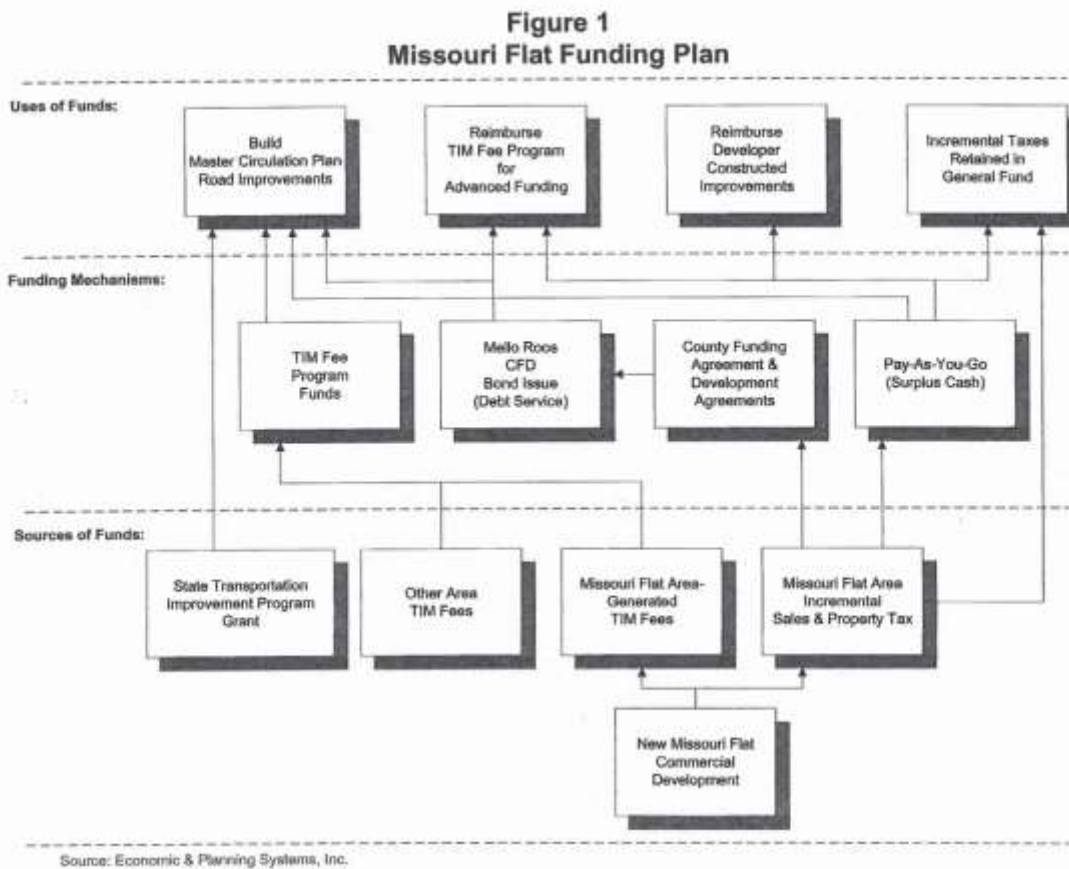 Figure 1
Missouri Flat Funding Plan
Uses of Funds:
Build
Master Circulation Plan
Road Improvements
Reimburse
TIM Fee Program
for
Advanced Funding
Reimburse
Developer
Constructed
Improvements
Incremental Taxes
Retained in
General Fund
Funding Mechanisms:
TIM Fee
Program
Funds
Mello Roos
CFD
Bond Issue
(Debt Service)
County Funding
Agreement &
Development
Agreements
Pay-As-You-Go
(Surplus Cash)
Sources of Funds:
State Transportation
Improvement Program
Grant
Other Area
TIM Fees
Missouri Flat Area-
Generated
TIM Fees
Missouri Flat Area
Incremental
Sales & Property Tax
New Missouri Flat
Commercial
Development
Source: Economic & Planning Systems, Inc.